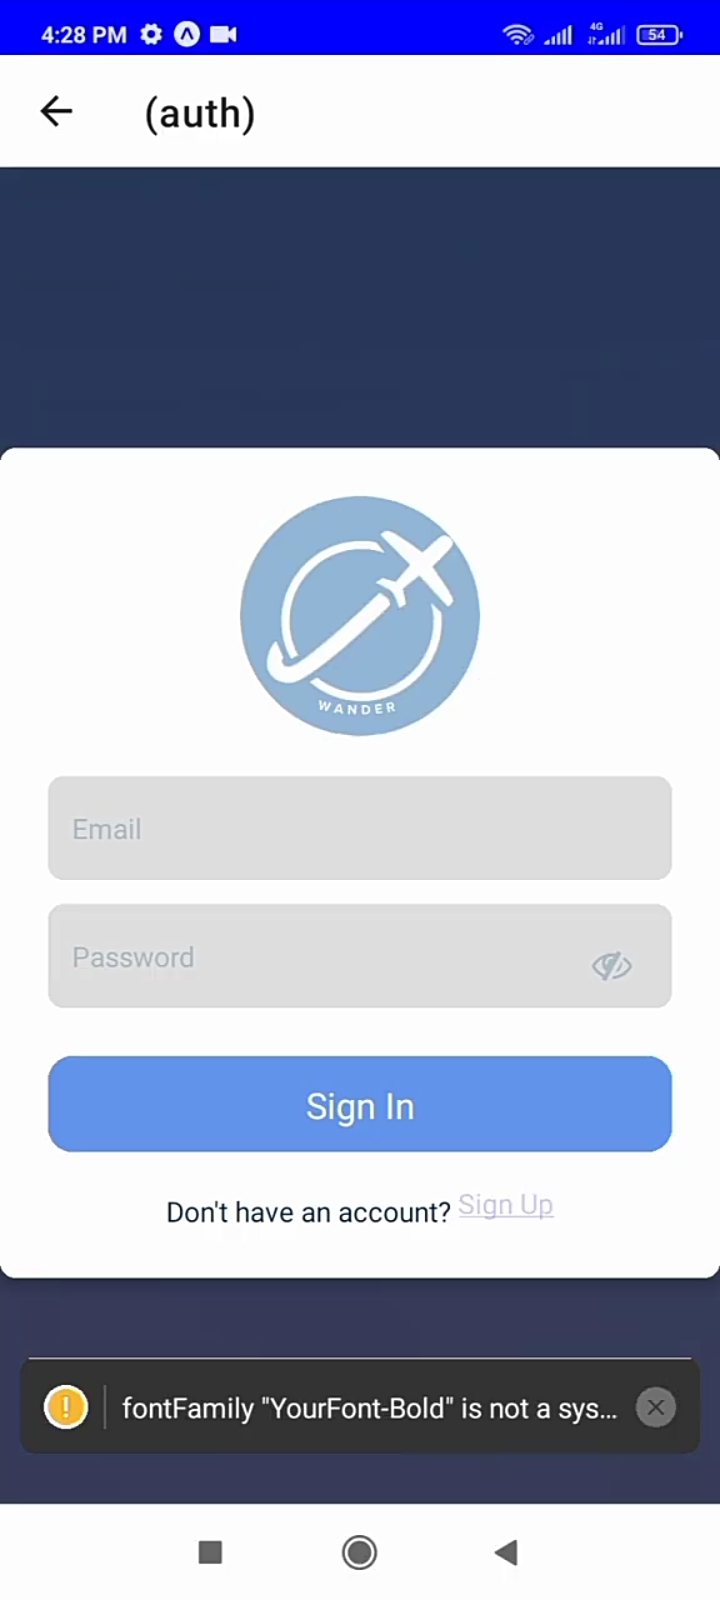 4:28 PM 4G 54
(auth)
WANDER
Email
Password
Sign In
Don't have an account? Sign Up
fontFamily "YourFont-Bold" is not a sys...